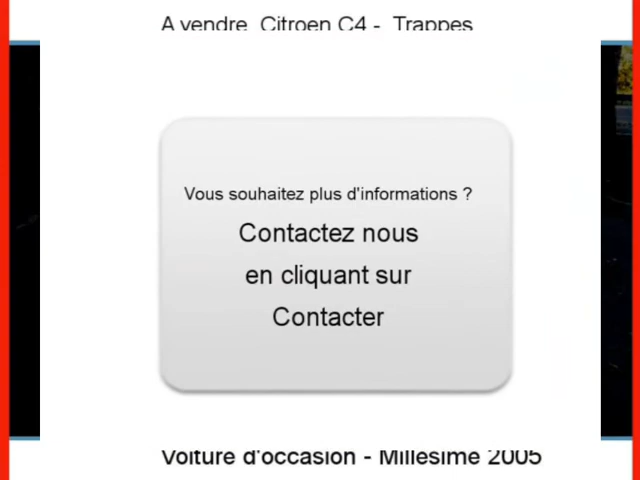 A vendre Citroen C4 - Trappes
Vous souhaitez plus d'informations ?
Contactez nous
en cliquant sur
Contacter
Voiture d'occasion - Millesime 2005